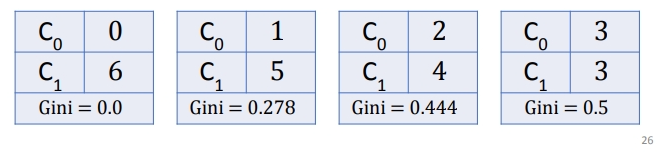 C0 0
C1 6
Gini = 0.0
C0 1
C1 5
Gini = 0.278
C0 2
C1 4
Gini = 0.444
C0 3
C1 3
Gini = 0.5
26